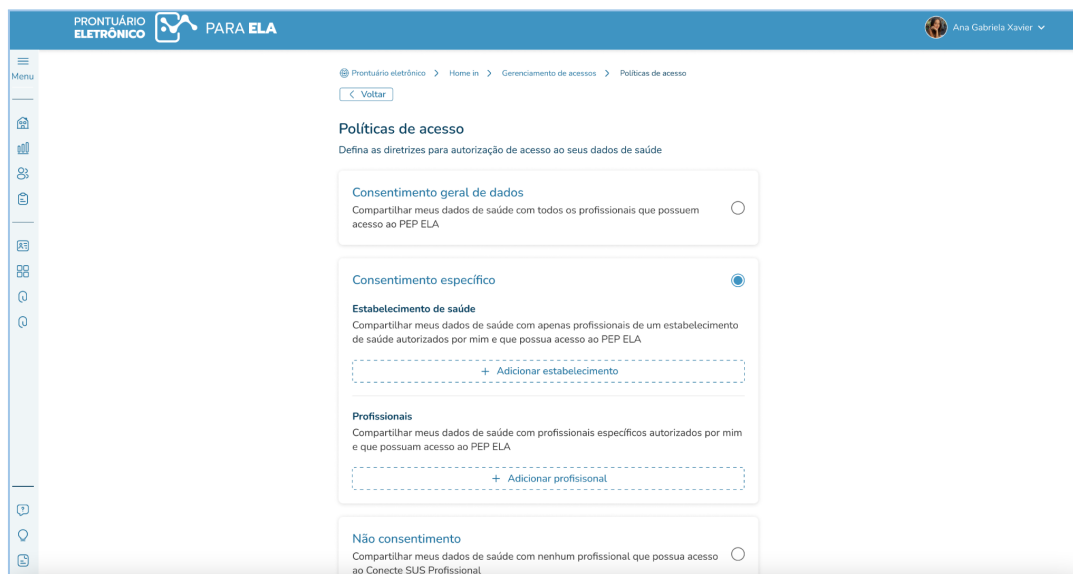 PRONTUÁRIO
ELETRÔNICO
PARA ELA
Ana Gabriela Xavier
Menu
Prontuário eletrônico > Home in > Gerenciamento de acessos > Políticas de acesso
< Voltar
Políticas de acesso
Defina as diretrizes para autorização de acesso ao seus dados de saúde
Consentimento geral de dados
Compartilhar meus dados de saúde com todos os profissionais que possuem
acesso ao PEP ELA
Consentimento específico
Estabelecimento de saúde
Compartilhar meus dados de saúde com apenas profissionais de um estabelecimento
de saúde autorizados por mim e que possua acesso ao PEP ELA
+ Adicionar estabelecimento
Profissionais
Compartilhar meus dados de saúde com profissionais específicos autorizados por mim
e que possuam acesso ao PEP ELA
+ Adicionar profisisonal
Não consentimento
Compartilhar meus dados de saúde com nenhum profissional que possua acesso
ao Conecte SUS Profissional